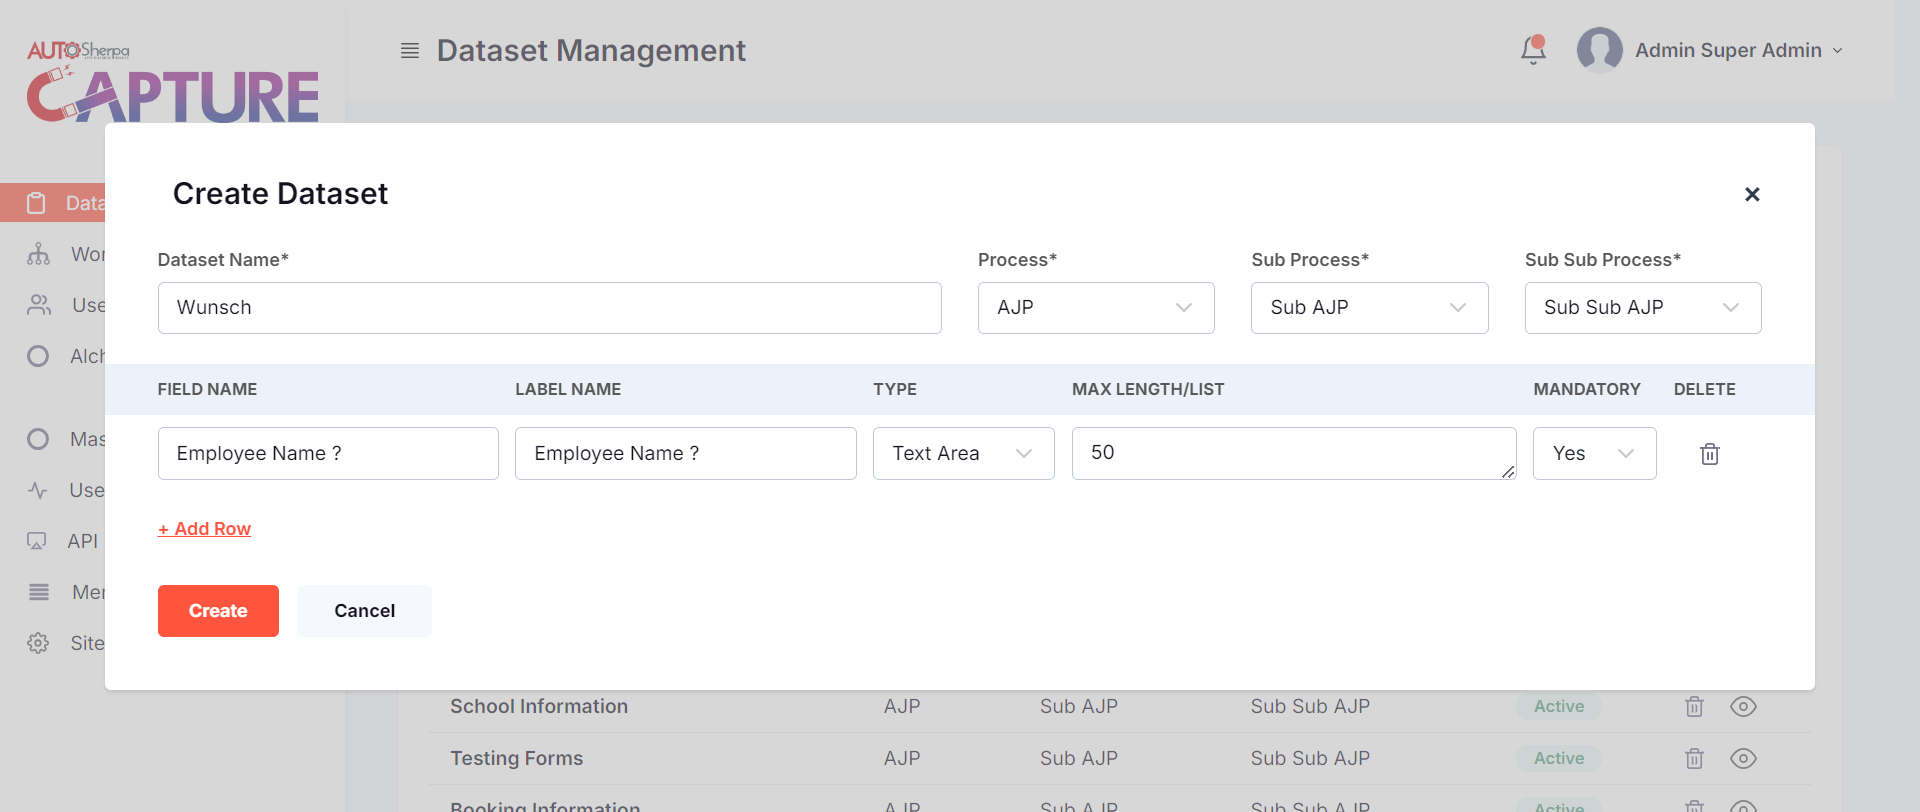 AUTO Sherpa
CAPTURE
Dataset Management
Admin Super Admin
Data
Wor
Use
Alch
Mas
Use
API
Mer
Site
Create Dataset
Dataset Name*
Process*
Sub Process*
Sub Sub Process*
Wunsch
AJP
Sub AJP
Sub Sub AJP
FIELD NAME
LABEL NAME
TYPE
MAX LENGTH/LIST
MANDATORY
DELETE
Employee Name ?
Employee Name ?
Text Area
50
Yes
+ Add Row
Create
Cancel
School Information
AJP
Sub AJP
Sub Sub AJP
Active
Testing Forms
AJP
Sub AJP
Sub Sub AJP
Active
Booking Information
AJP
Sub AJP
Sub Sub AJP
Active